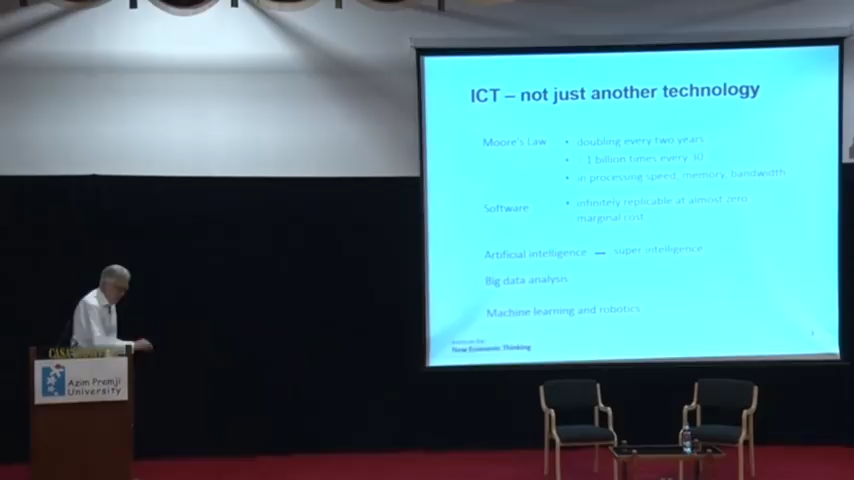 ICT – not just another technology
Moore's Law • doubling every two years
• 1 billion times every 30
• in processing speed, memory, bandwidth
Software • infinitely replicable at almost zero
marginal cost
Artificial intelligence — super intelligence
Big data analysis
Machine learning and robotics
New Economic Thinking
Azim Premji
University